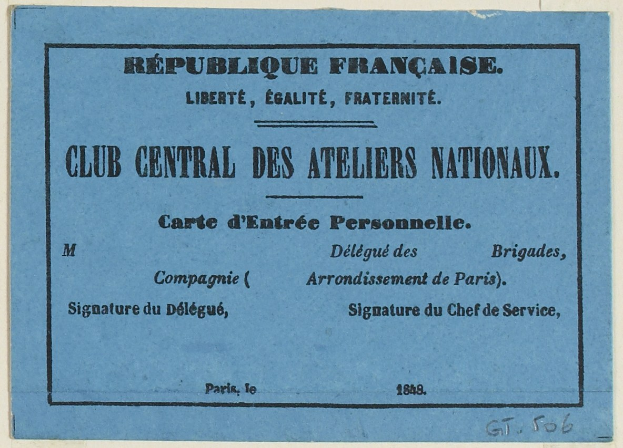 RÉPUBLIQUE FRANÇAISE.
LIBERTÉ, ÉGALITÉ, FRATERNITÉ.
CLUB CENTRAL DES ATELIERS NATIONAUX.
Carte d'Entrée Personnelle.
M Délégué des Brigades,
Compagnie ( Arrondissement de Paris).
Signature du Délégué, Signature du Chef de Service,
Paris, le 1848.
GT. 506